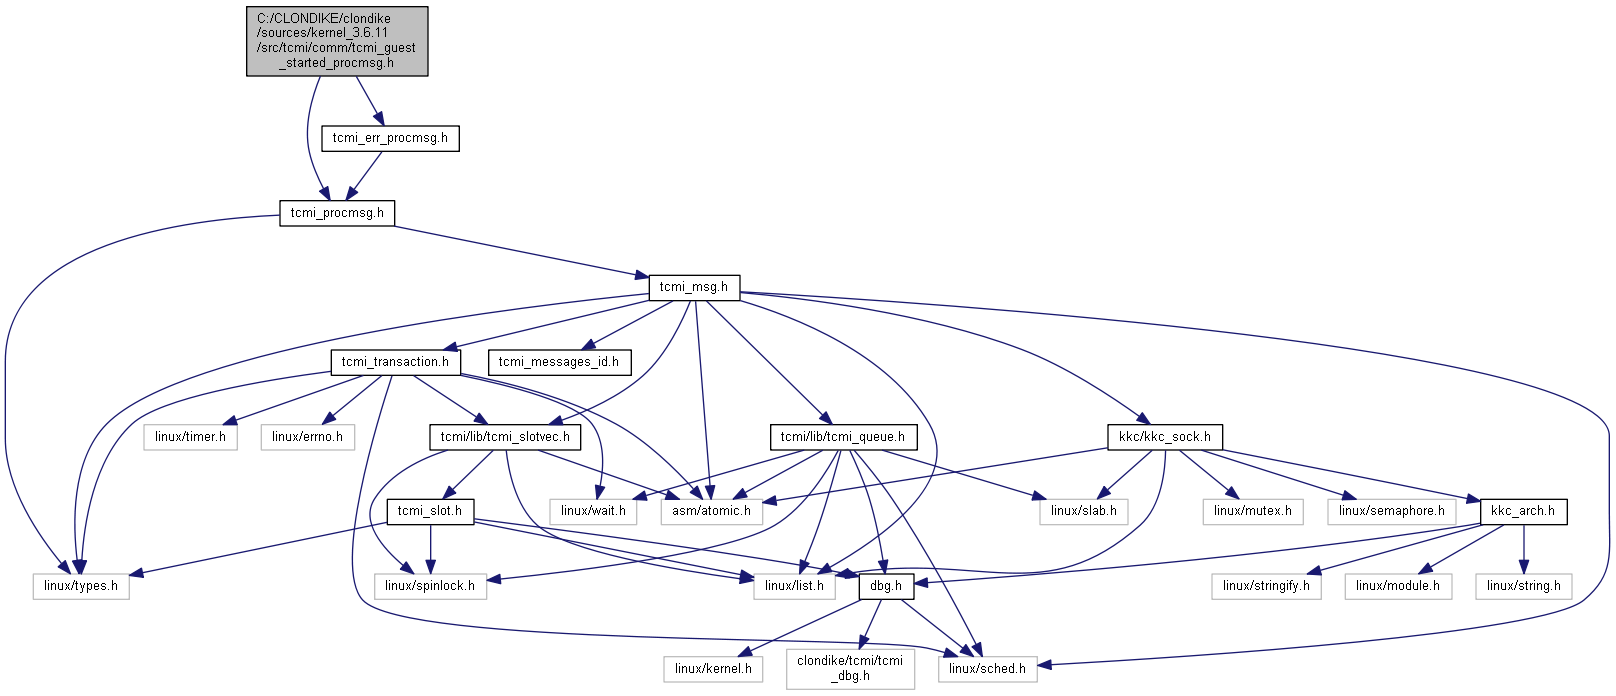 C:/CLONDIKE/clondike
/sources/kernel_3.6.11
/src/tcmi/comm/tcmi_guest
_started_procmsg.h
tcmi_err_procmsg.h
tcmi_procmsg.h
tcmi_msg.h
tcmi_transaction.h
tcmi_messages_id.h
linux/timer.h
linux/errno.h
tcmi/lib/tcmi_slotvec.h
tcmi/lib/tcmi_queue.h
kkc/kkc_sock.h
tcmi_slot.h
linux/wait.h
asm/atomic.h
linux/slab.h
linux/mutex.h
linux/semaphore.h
kkc_arch.h
linux/types.h
linux/spinlock.h
linux/list.h
dbg.h
linux/stringify.h
linux/module.h
linux/string.h
linux/kernel.h
clondike/tcmi/tcmi
_dbg.h
linux/sched.h